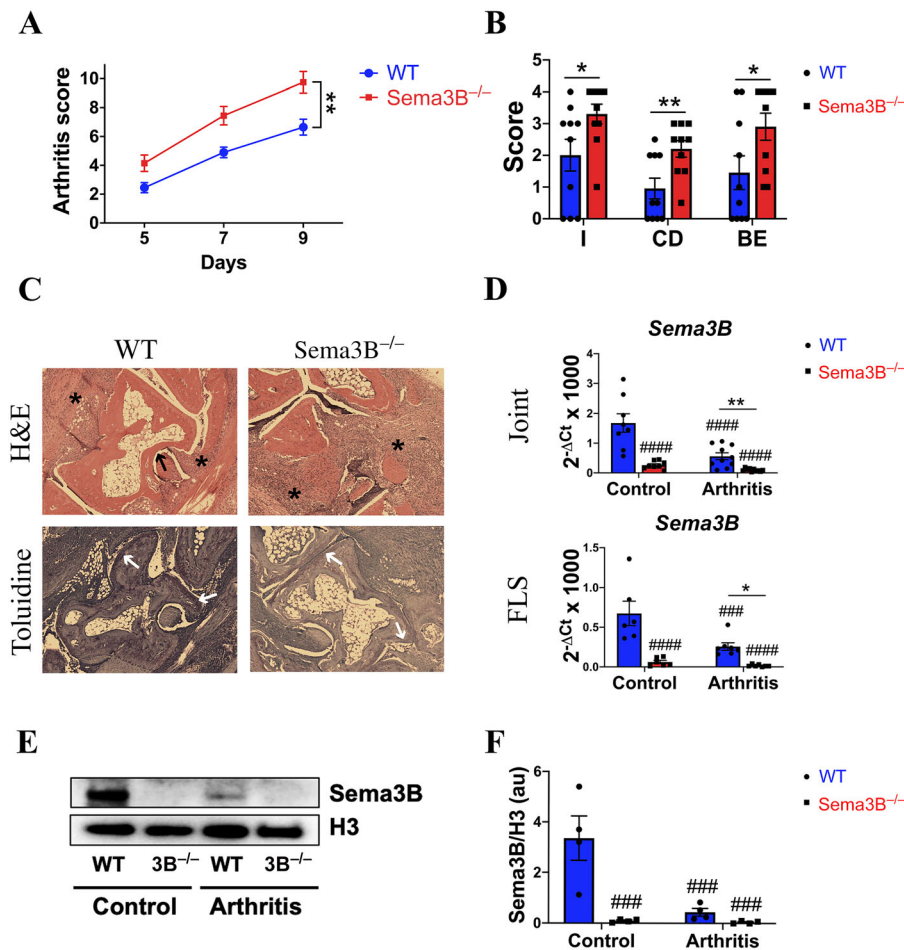 A
Arthritis score
10
8
6
4
2
0
5
7
9
Days
**
WT
Sema3B–/–
B
Score
4
3
2
1
0
*
**
*
I
CD
BE
WT
Sema3B–/–
C
WT
Sema3B–/–
H&E
*
*
*
*
Toluidine
D
Sema3B
WT
Sema3B–/–
Joint
2-ΔCt x 1000
4
3
2
1
0
####
####
**
####
Control
Arthritis
Sema3B
FLS
2-ΔCt x 1000
1.5
1.0
0.5
0.0
####
###
*
####
Control
Arthritis
E
Sema3B
H3
WT 3B–/– WT 3B–/–
Control Arthritis
F
Sema3B/H3 (au)
6
4
2
0
###
###
###
Control
Arthritis
WT
Sema3B–/–